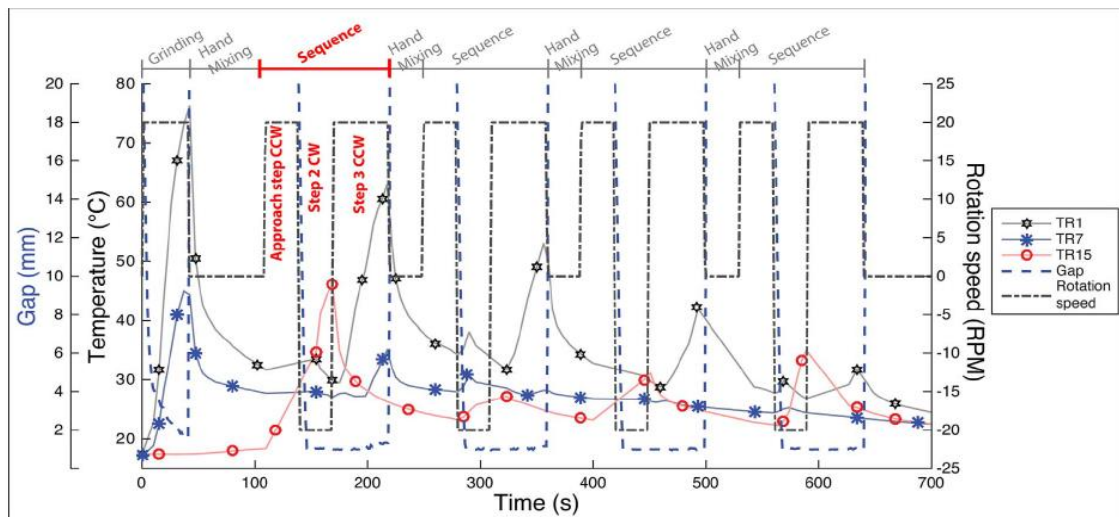 Grinding
Hand
Mixing
Sequence
Hand
Mixing
Sequence
Hand
Mixing
Sequence
Hand
Mixing
Sequence
20
18
16
14
12
10
8
6
4
2
Gap (mm)
80
70
60
50
40
30
20
Temperature (°C)
Approach step CCW
Step 2 CW
Step 3 CCW
25
20
15
10
5
0
-5
-10
-15
-20
-25
Rotation speed (RPM)
0
100
200
300
400
500
600
700
Time (s)
TR1
TR7
TR15
Gap
Rotation
speed